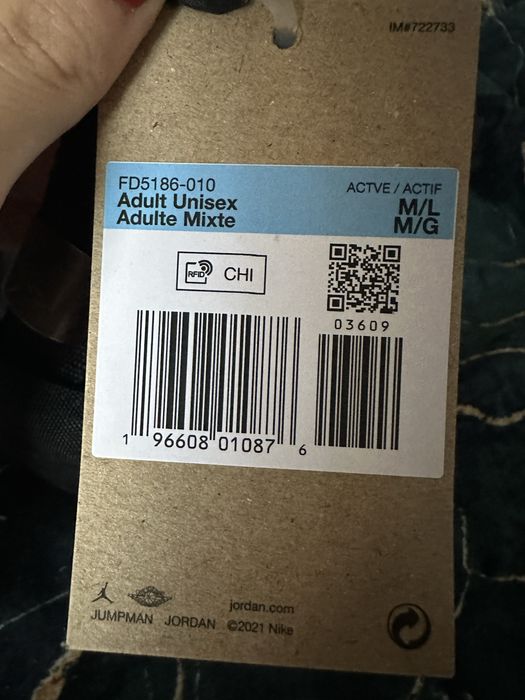 IM#722733
FD5186-010
ACTVE / ACTIF
Adult Unisex
M/L
Adulte Mixte
M/G
RFID
CHI
03609
1 96608 01087 6
jordan.com
JUMPMAN JORDAN ©2021 Nike